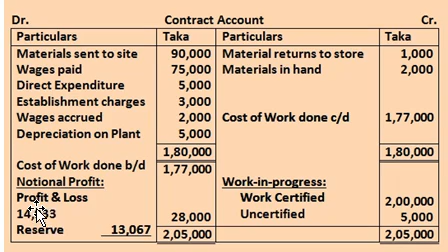 Dr. Contract Account Cr.
Particulars Taka Particulars Taka
Materials sent to site 90,000 Material returns to store 1,000
Wages paid 75,000 Materials in hand 2,000
Direct Expenditure 5,000
Establishment charges 3,000
Wages accrued 2,000 Cost of Work done c/d 1,77,000
Depreciation on Plant 5,000
1,80,000 1,80,000
Cost of Work done b/d 1,77,000
Notional Profit: Work-in-progress:
Profit & Loss Work Certified 2,00,000
28,000 Uncertified 5,000
Reserve 13,067 2,05,000 2,05,000